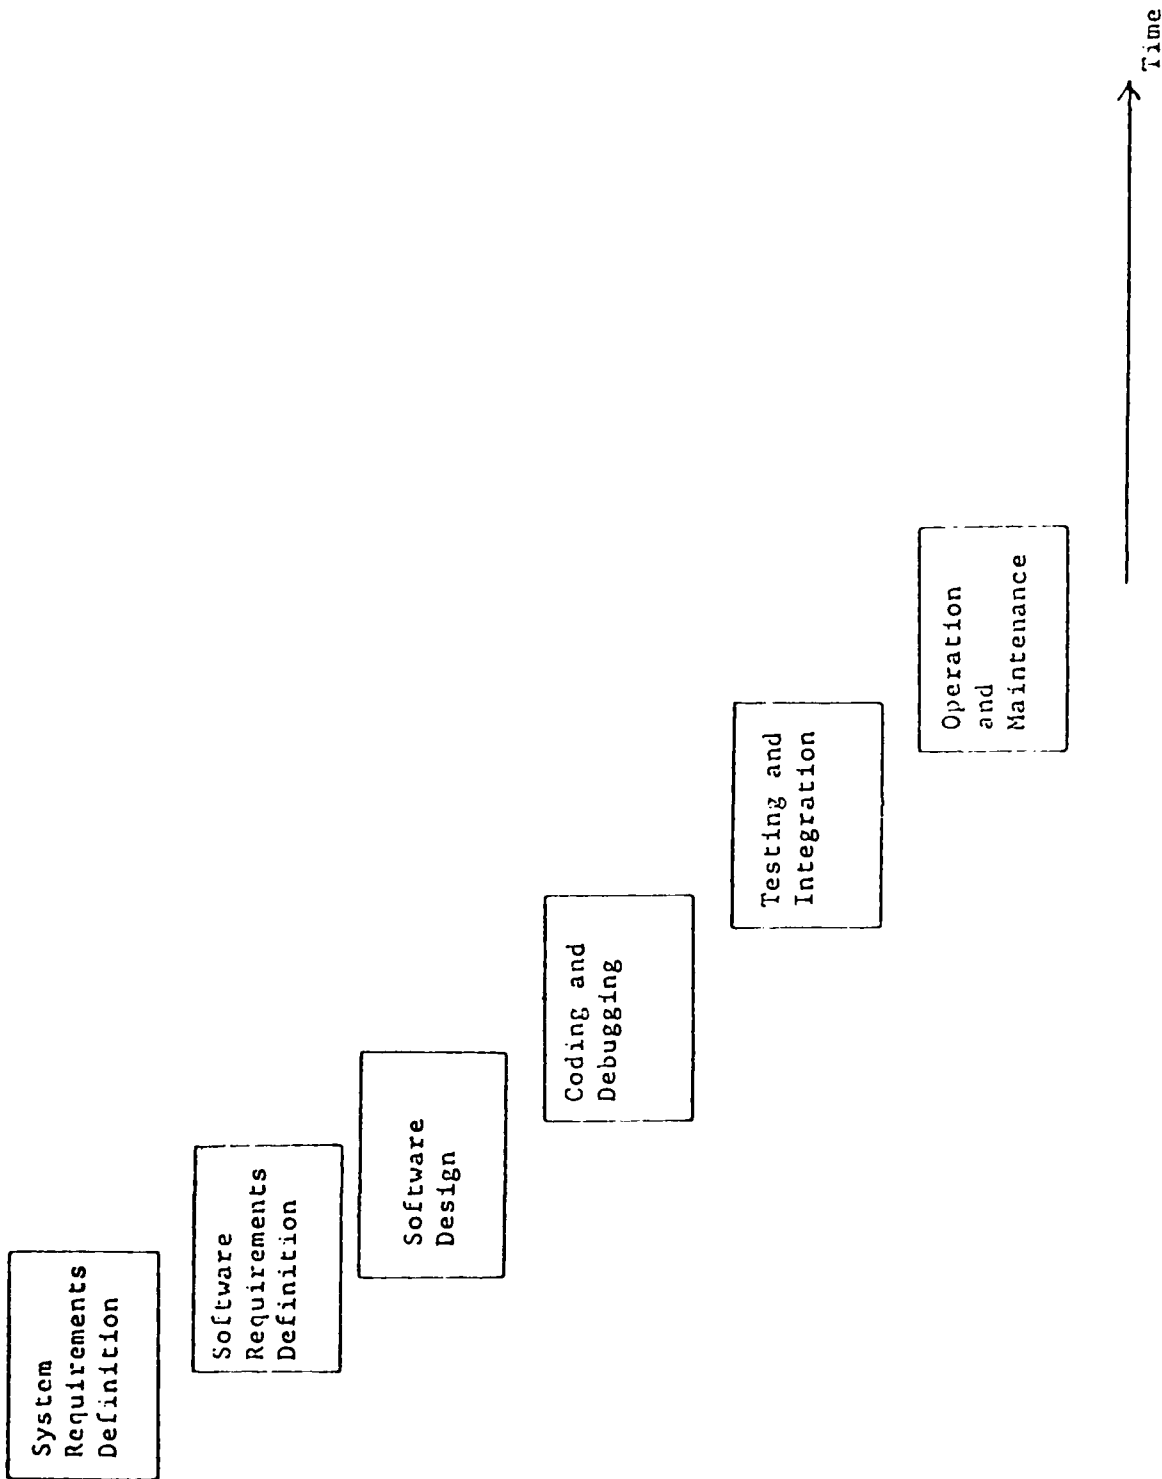 System
Requirements
Definition
Software
Requirements
Definition
Software
Design
Coding and
Debugging
Testing and
Integration
Operation
and
Maintenance
Time